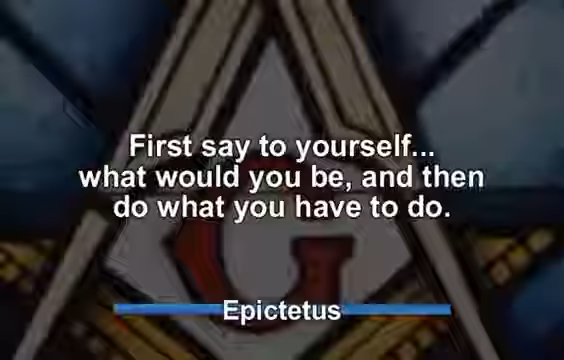 First say to yourself...
what would you be, and then
do what you have to do.
G
Epictetus